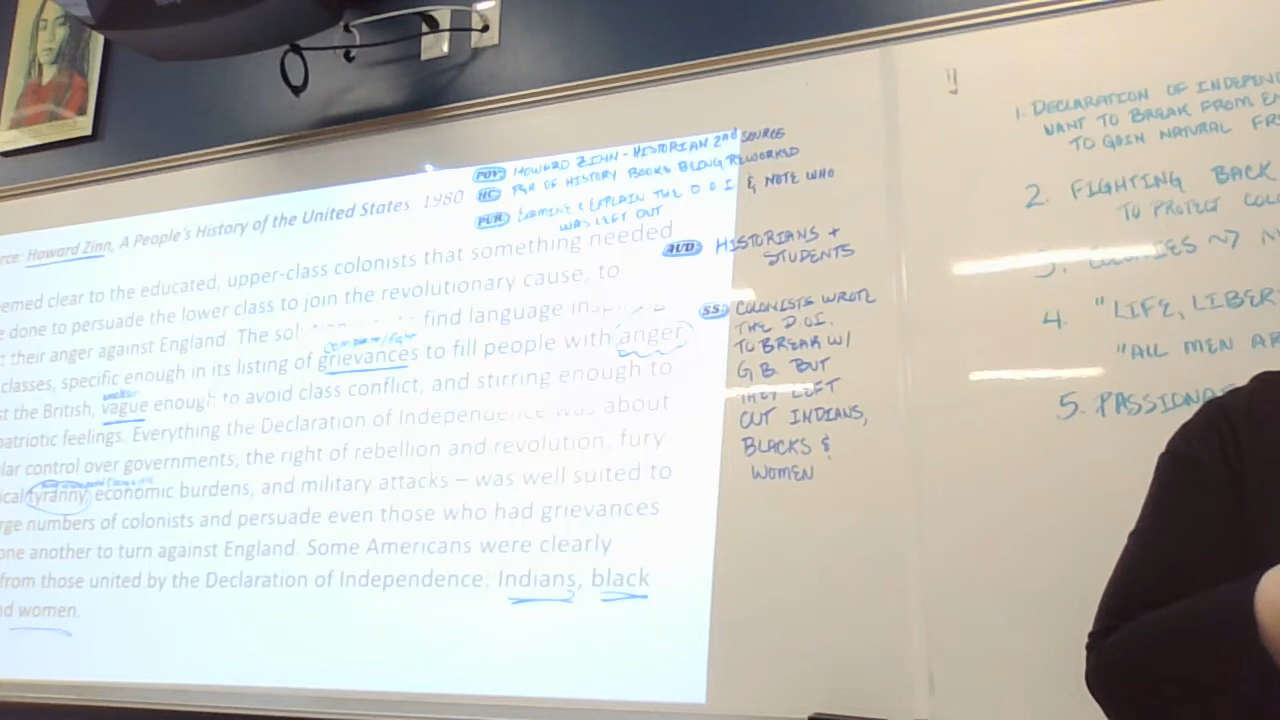 POV HOWARD ZINN - HISTORIAN 2nd SOURCE
HC PGR OF HISTORY BOOKS BEING REWORKED
PUR EXAMINE & EXPLAIN THE D O I & NOTE WHO
WAS LEFT OUT
AUD HISTORIANS +
STUDENTS
SS: COLONISTS WROTE
THE D.O.I.
TO BREAK W/
GB BUT
THEY LEFT
OUT INDIANS,
BLACKS &
WOMEN
rce: Howard Zinn, A People's History of the United States. 1980
emed clear to the educated, upper-class colonists that something needed
e done to persuade the lower class to join the revolutionary cause, to
t their anger against England. The find language
classes, specific enough in its listing of grievances to fill people with anger
st the British, vague enough to avoid class conflict, and stirring enough to
patriotic feelings. Everything the Declaration of Independence was about
lar control over governments, the right of rebellion and revolution, fury
ical tyranny, economic burdens, and military attacks – was well suited to
rge numbers of colonists and persuade even those who had grievances
one another to turn against England. Some Americans were clearly
from those united by the Declaration of Independence: Indians, black
nd women.
1. DECLARATION OF INDEPEND
WANT TO BREAK FROM
TO GAIN NATURAL
2. FIGHTING BACK
TO PROTECT COL
3. COLONIES
4. "LIFE, LIBER
"ALL MEN AR
5. PASSIONA